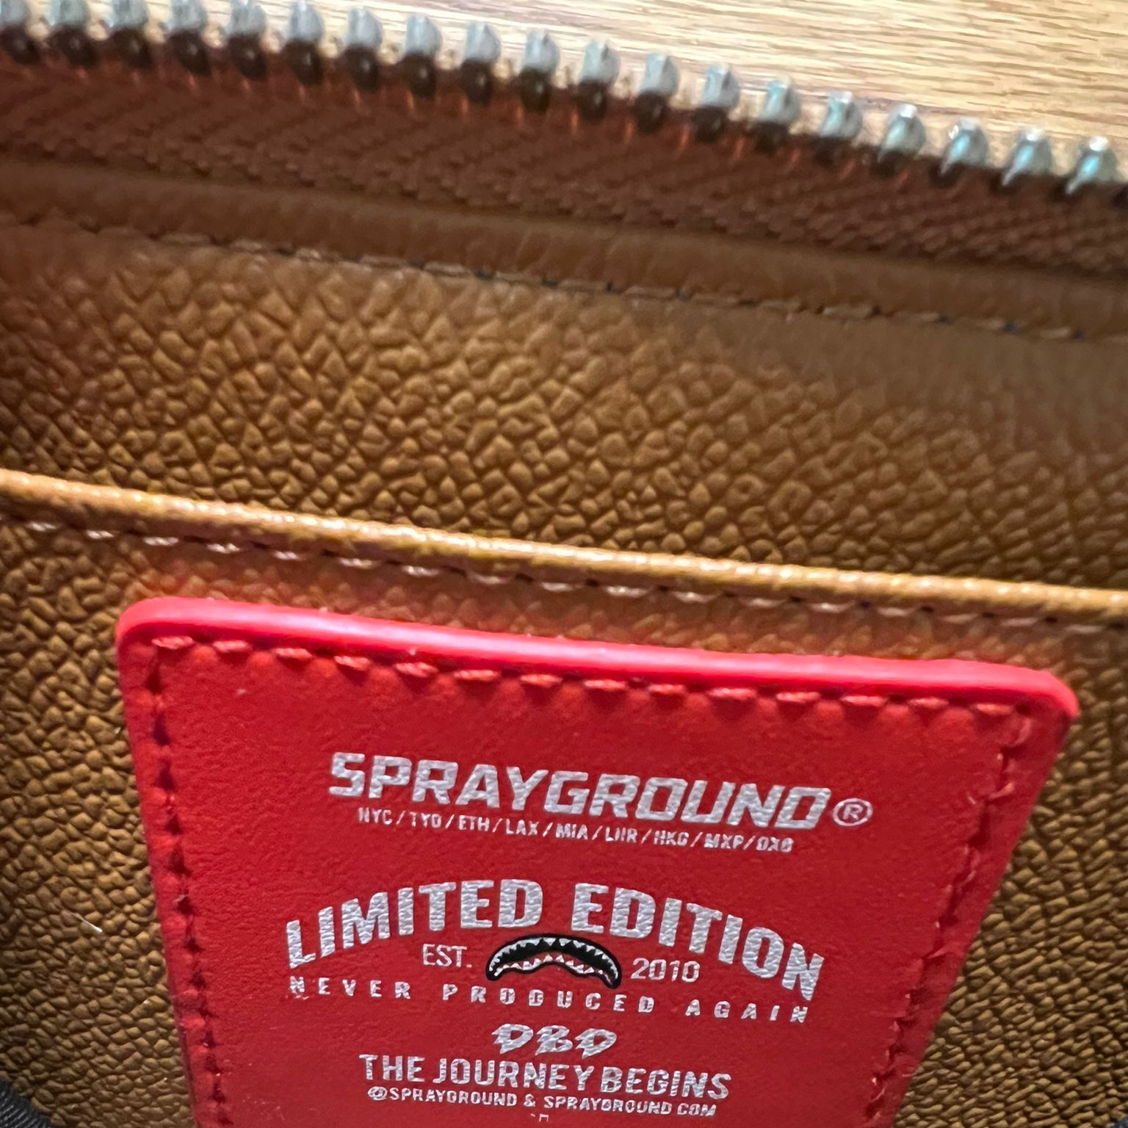 SPRAYGROUND®
NYC/TYO/ETH/LAX/MIA/LHR/HKG/MXP/DXB
LIMITED EDITION
EST. 2010
NEVER PRODUCED AGAIN
DBD
THE JOURNEY BEGINS
@SPRAYGROUND & SPRAYGROUND.COM